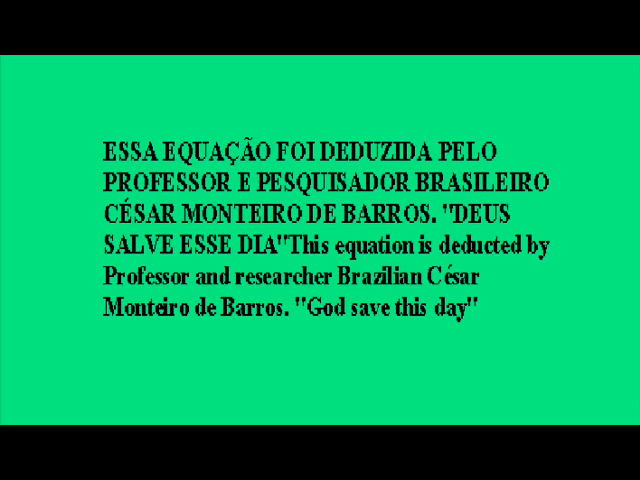 ESSA EQUAÇÃO FOI DEDUZIDA PELO
PROFESSOR E PESQUISADOR BRASILEIRO
CÉSAR MONTEIRO DE BARROS. "DEUS
SALVE ESSE DIA"This equation is deducted by
Professor and researcher Brazilian César
Monteiro de Barros. "God save this day"